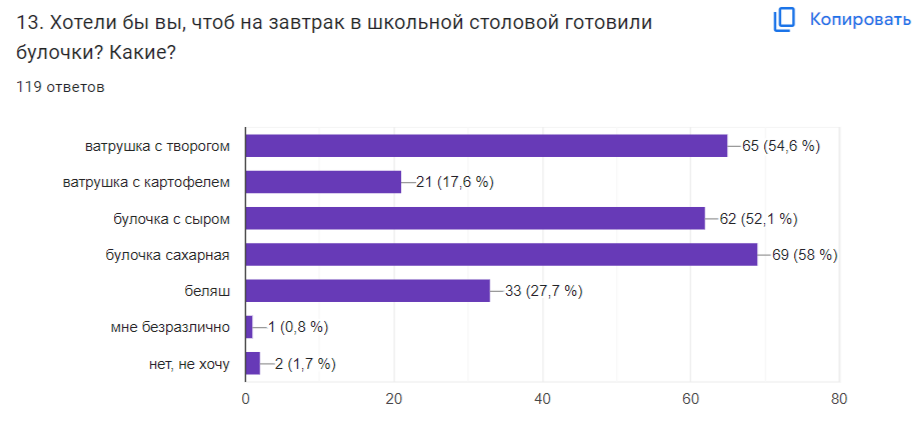 13. Хотели бы вы, чтоб на завтрак в школьной столовой готовили
булочки? Какие?
Копировать
119 ответов
ватрушка с творогом 65 (54,6 %)
ватрушка с картофелем 21 (17,6 %)
булочка с сыром 62 (52,1 %)
булочка сахарная 69 (58 %)
беляш 33 (27,7 %)
мне безразлично 1 (0,8 %)
нет, не хочу 2 (1,7 %)
0 20 40 60 80